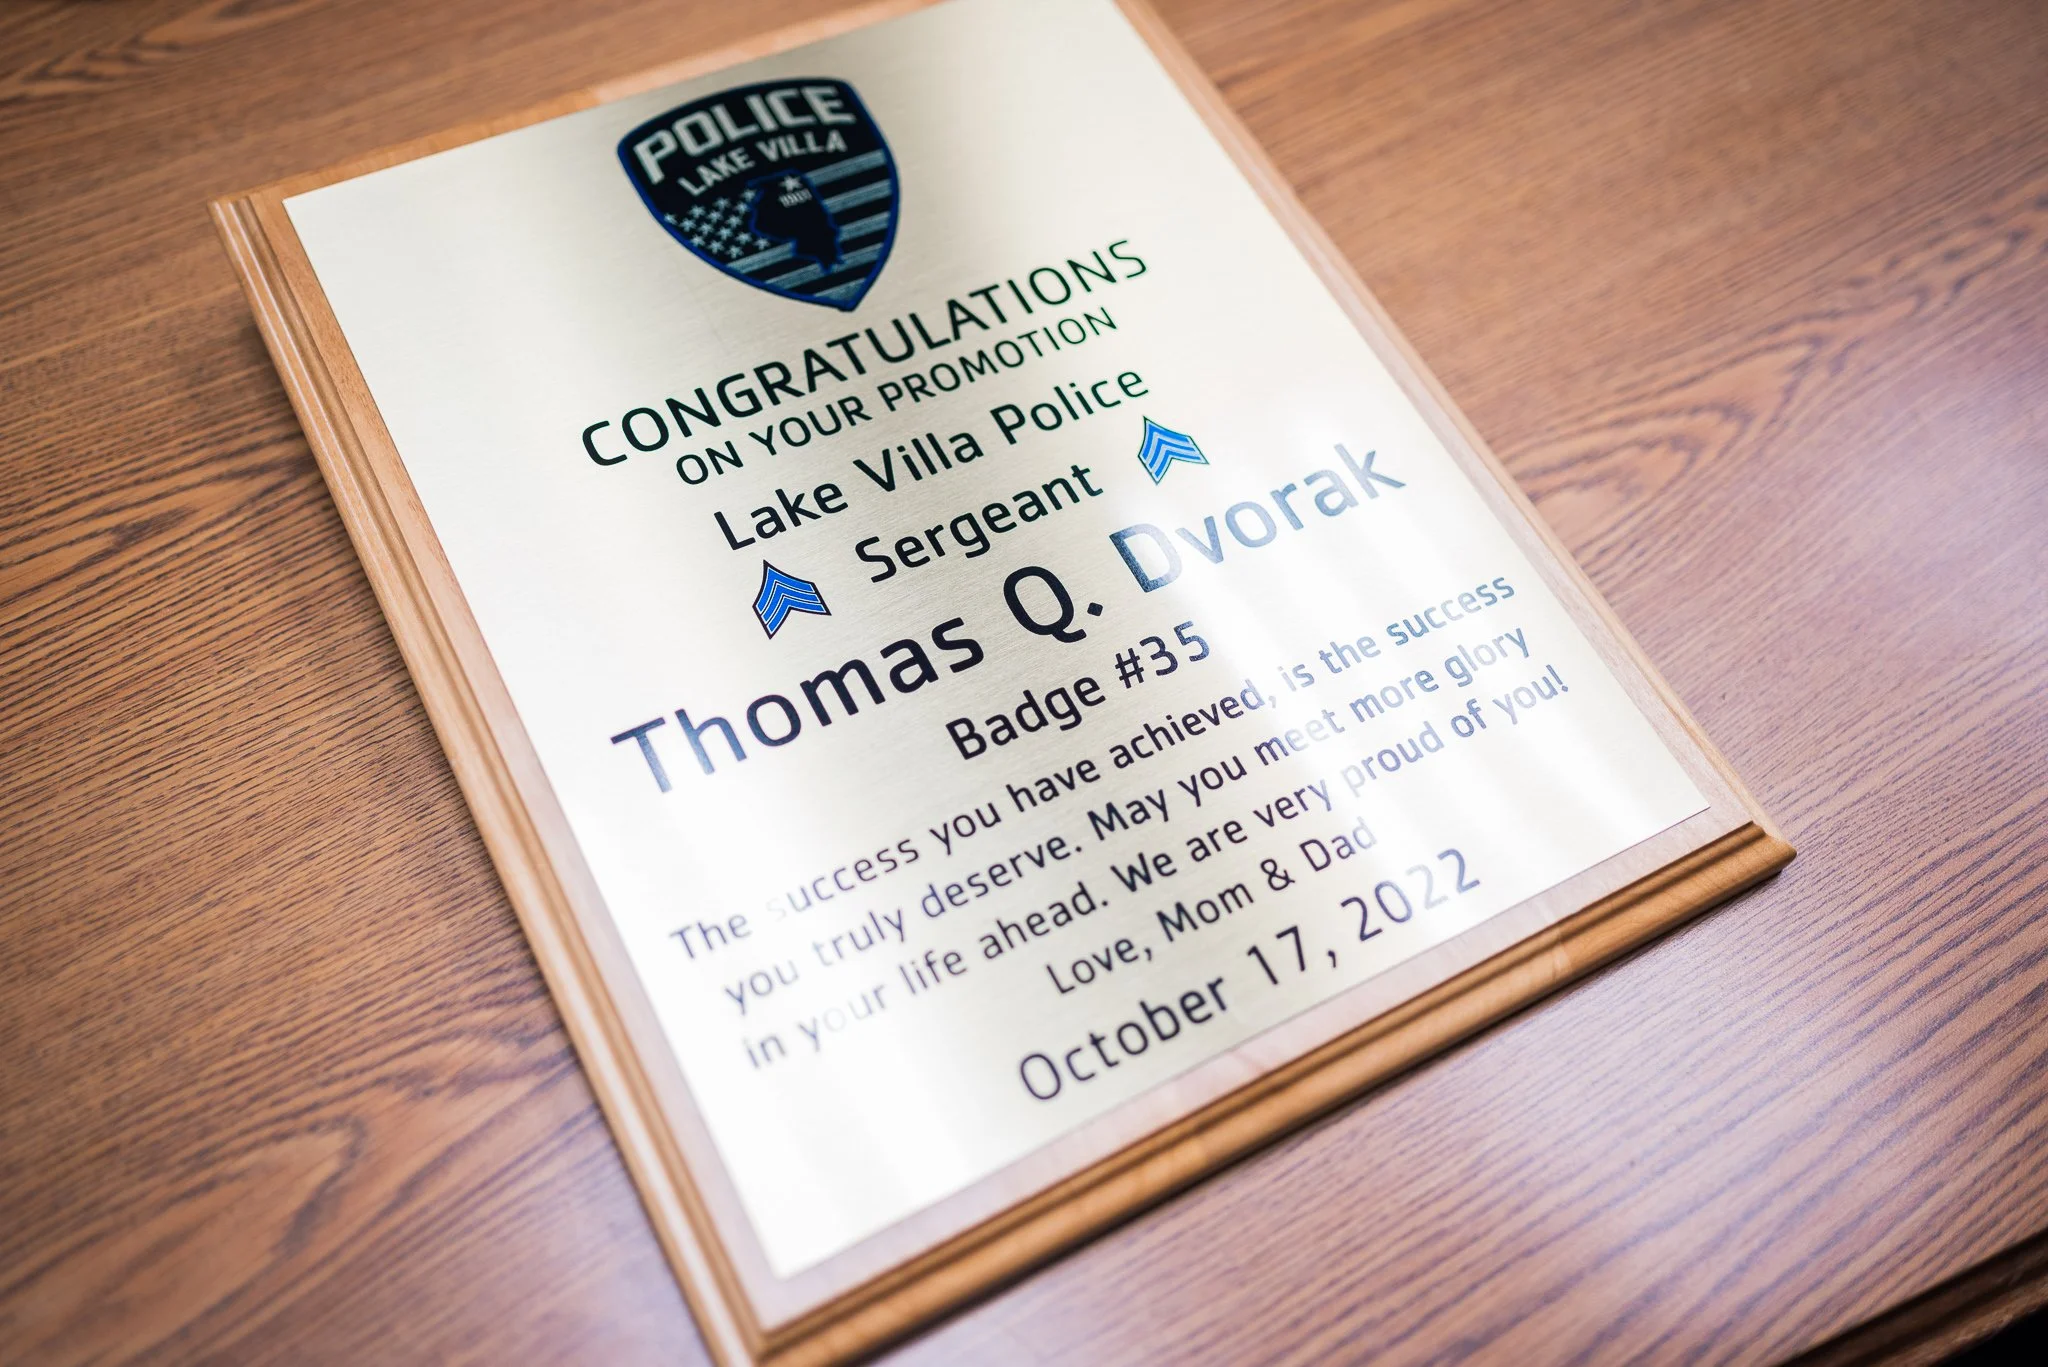 POLICE
LAKE VILLA
1901
CONGRATULATIONS
ON YOUR PROMOTION
Lake Villa Police
Sergeant
Thomas Q. Dvorak
Badge #35
The success you have achieved, is the success
you truly deserve. May you meet more glory
in your life ahead. We are very proud of you!
Love, Mom & Dad
October 17, 2022